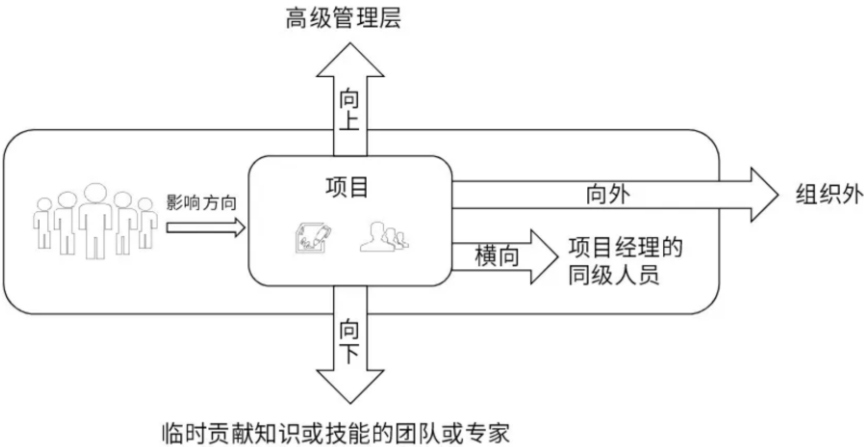 高级管理层
向上
项目
影响方向
向外
组织外
横向
项目经理的
同级人员
向下
临时贡献知识或技能的团队或专家